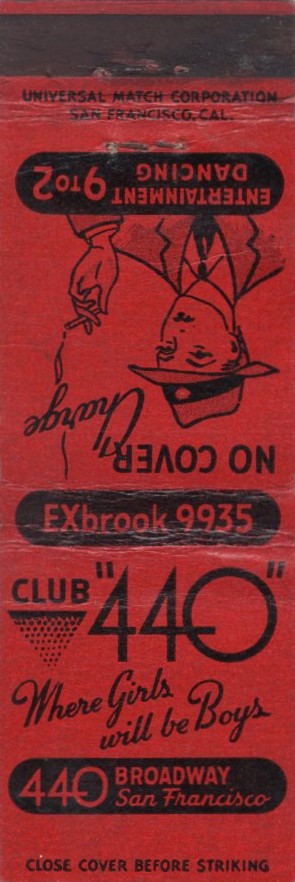 UNIVERSAL MATCH CORPORATION
SAN FRANCISCO, CAL.
ENTERTAINMENT
DANCING
9 TO 2
NO COVER
Charge
EXbrook 9935
CLUB "440"
Where Girls
will be Boys
440 BROADWAY
San Francisco
CLOSE COVER BEFORE STRIKING